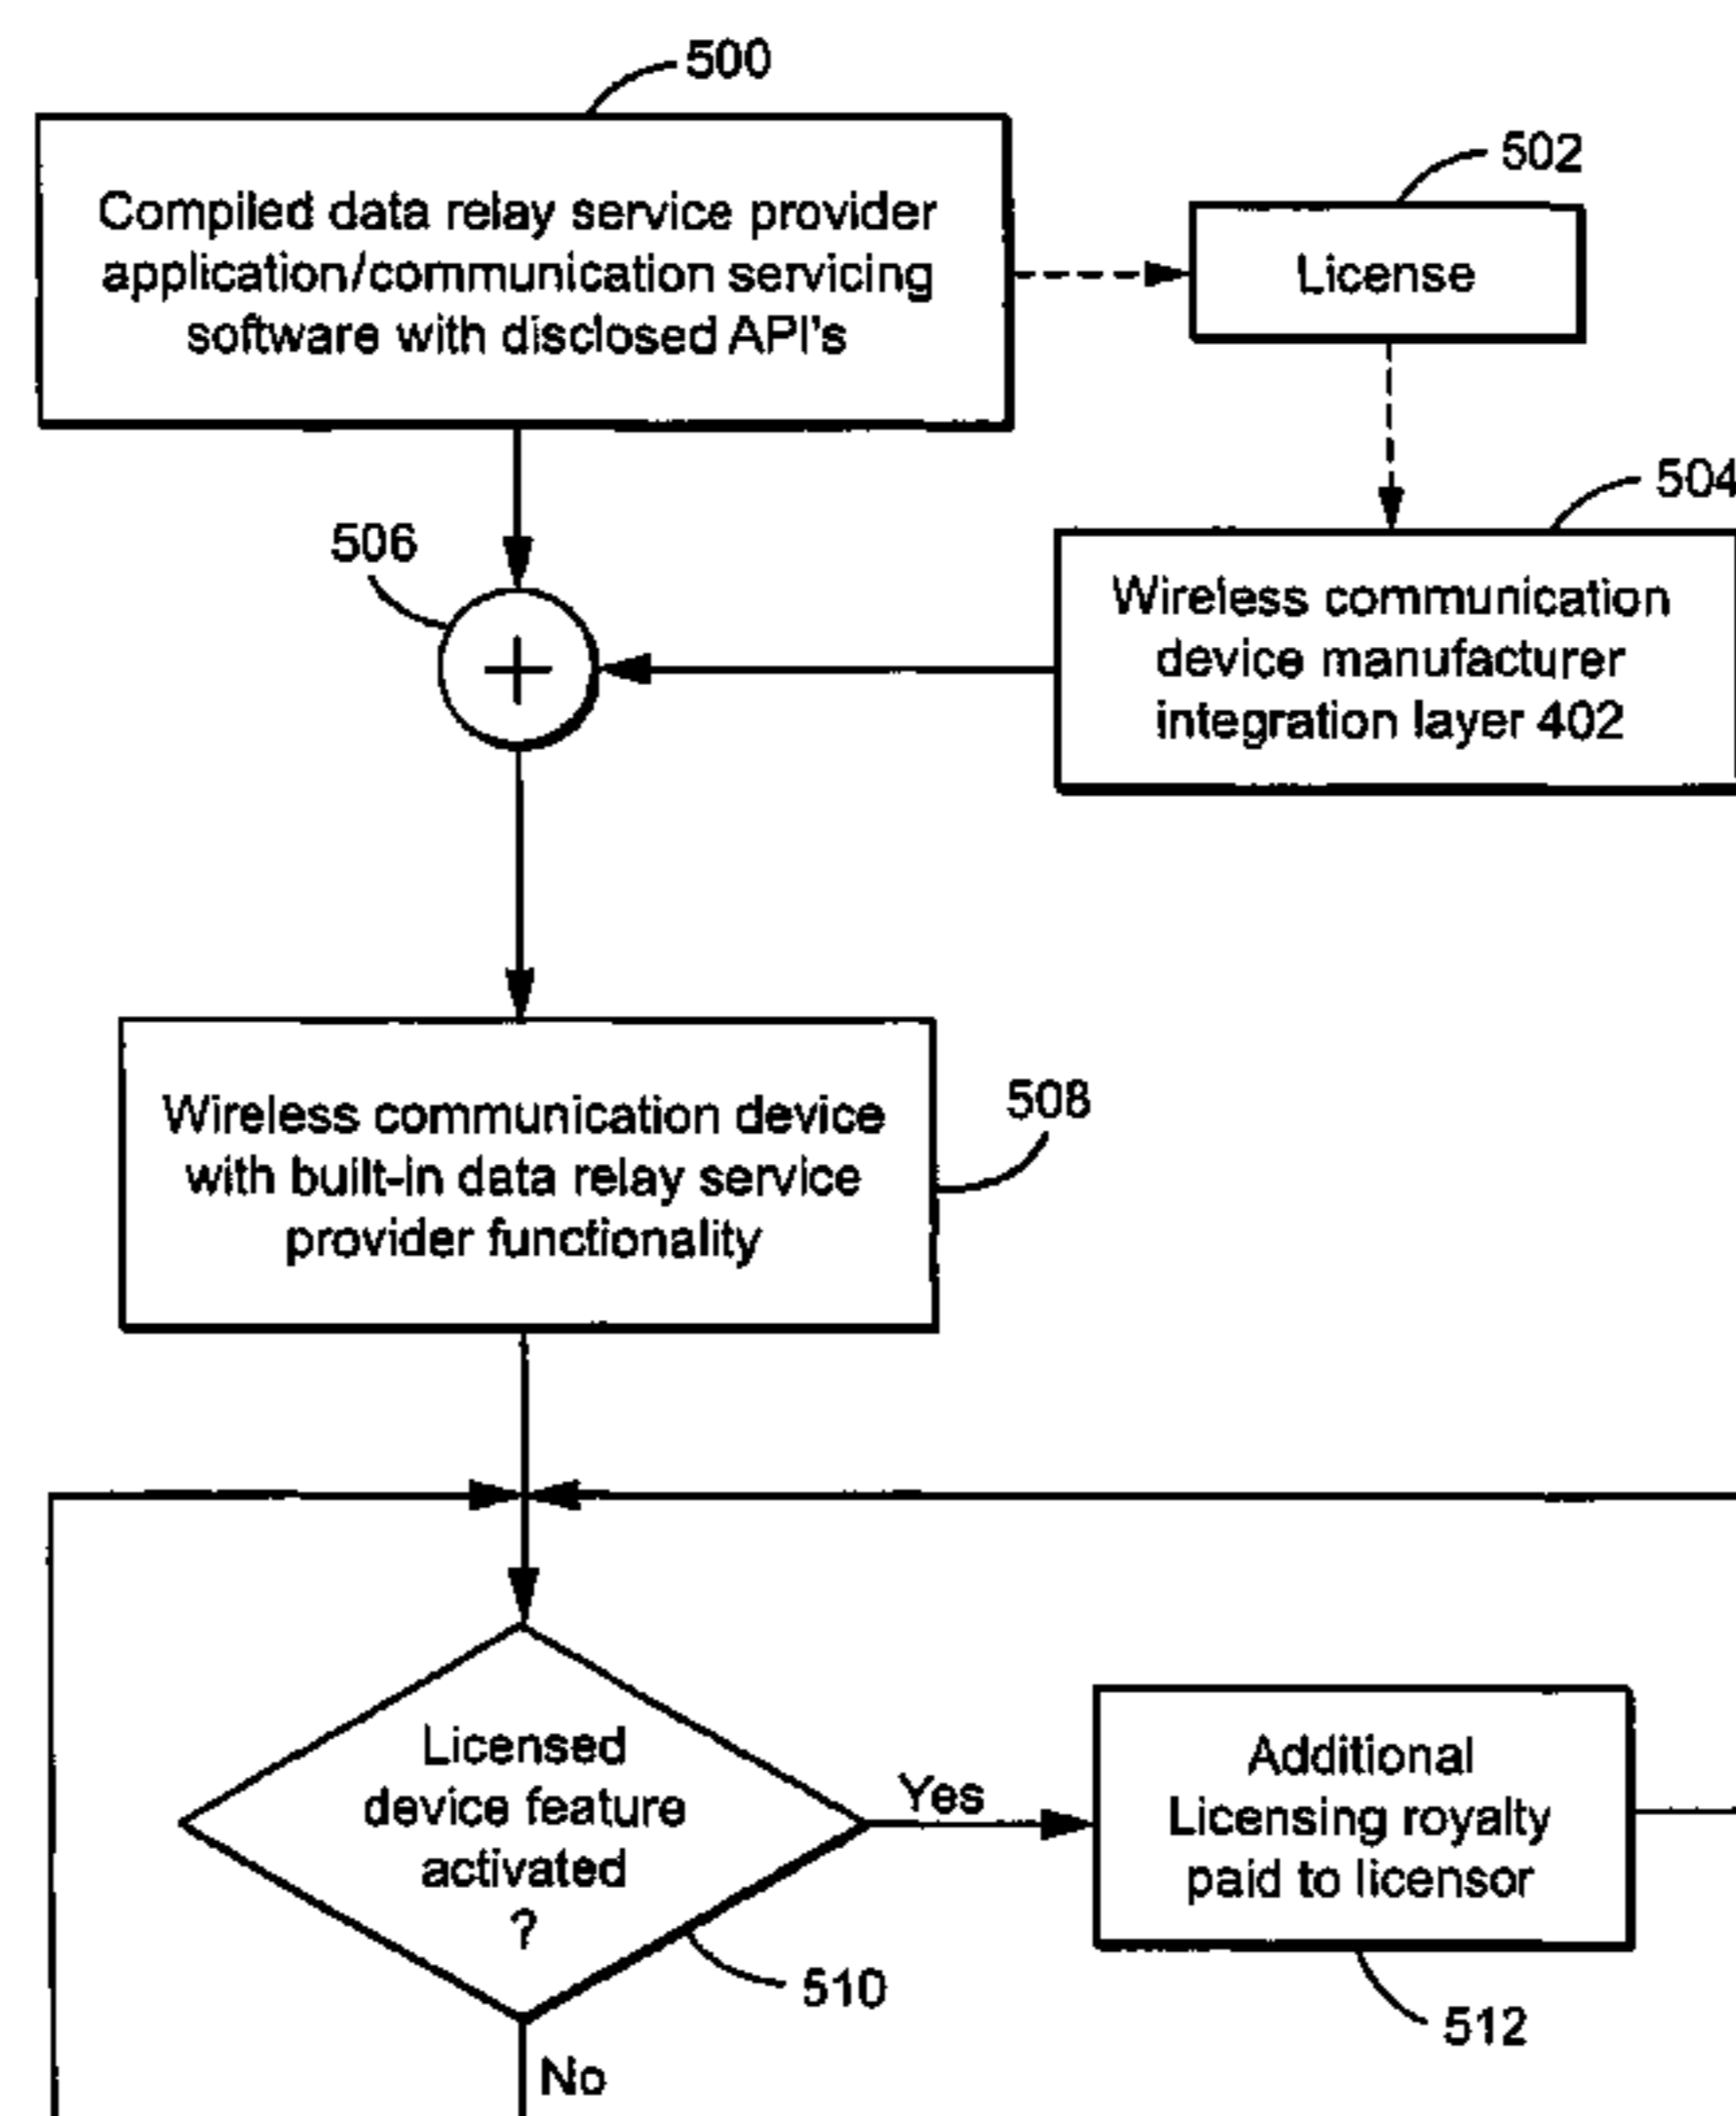 500
Compiled data relay service provider
application/communication servicing
software with disclosed API's
502
License
504
Wireless communication
device manufacturer
integration layer 402
506
+
Wireless communication device
with built-in data relay service
provider functionality
508
Licensed
device feature
activated
?
510
Yes
Additional
Licensing royalty
paid to licensor
512
No